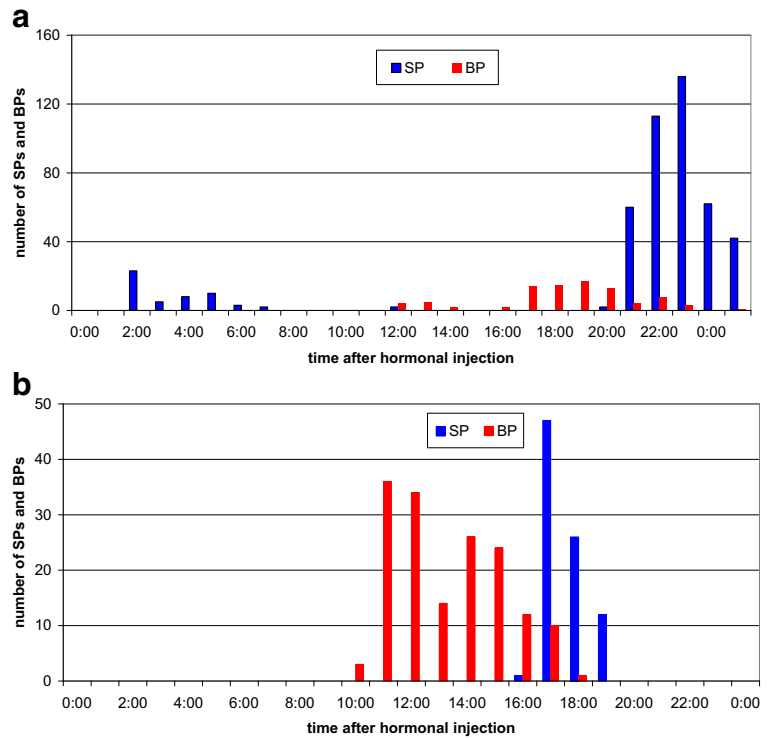 a
160
120
80
40
0
number of SPs and BPs
SP BP
0:00 2:00 4:00 6:00 8:00 10:00 12:00 14:00 16:00 18:00 20:00 22:00 0:00
time after hormonal injection
b
50
40
30
20
10
0
number of SPs and BPs
SP BP
0:00 2:00 4:00 6:00 8:00 10:00 12:00 14:00 16:00 18:00 20:00 22:00 0:00
time after hormonal injection